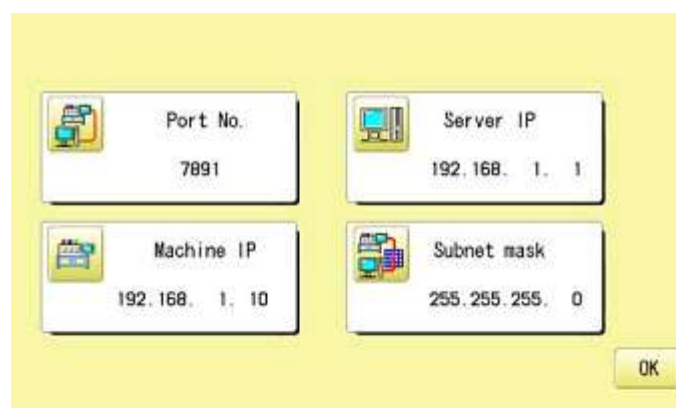 Port No.
7891
Server IP
192.168. 1. 1
Machine IP
192.168. 1. 10
Subnet mask
255.255.255. 0
OK